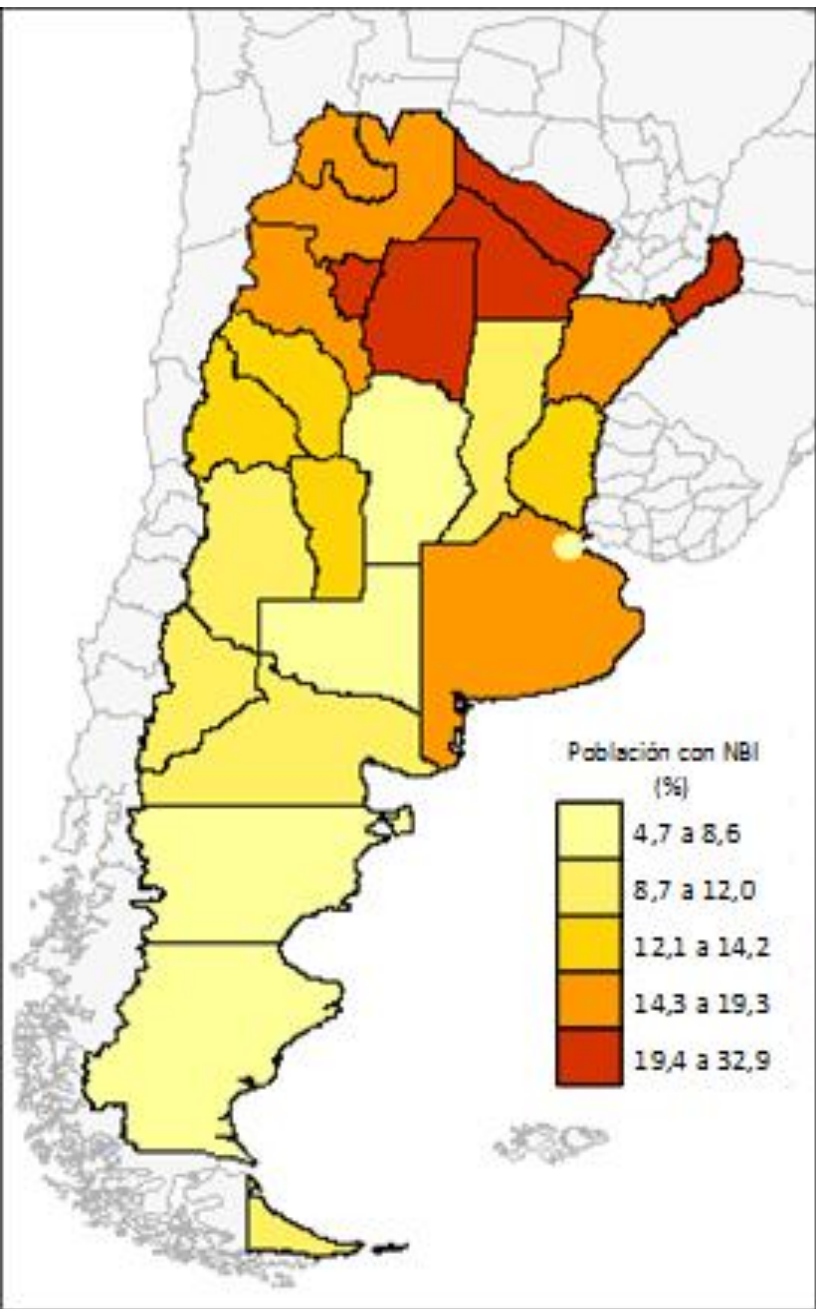 Población con NBI
(%)
4,7 a 8,6
8,7 a 12,0
12,1 a 14,2
14,3 a 19,3
19,4 a 32,9